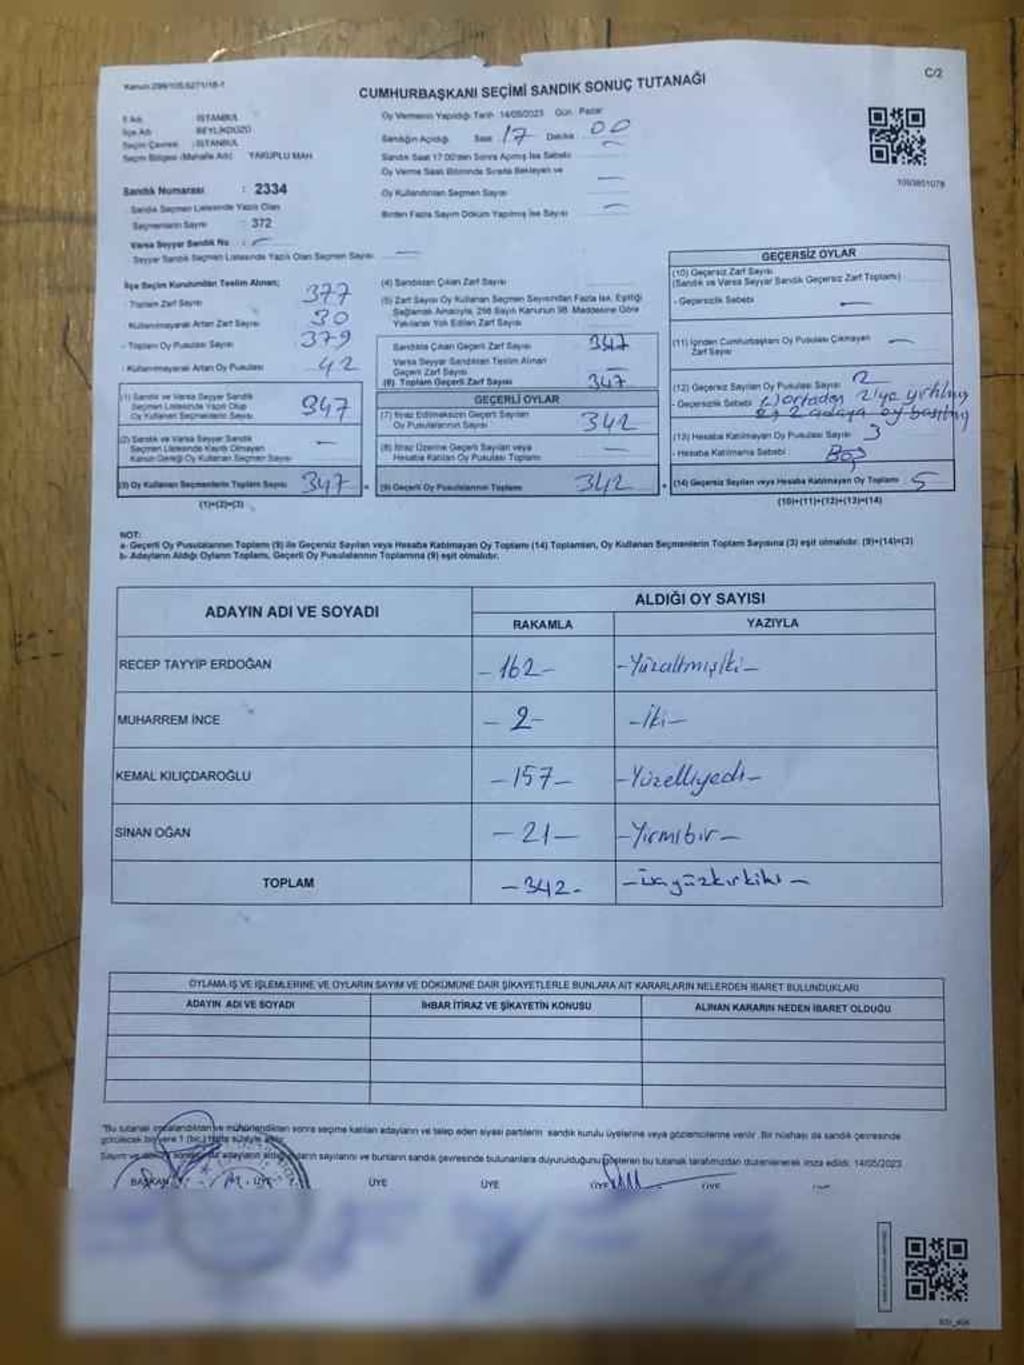 Kanun:298/105,6271/18-1
C/2
CUMHURBAŞKANI SEÇİMİ SANDIK SONUÇ TUTANAĞI
İl Adı : İSTANBUL
İlçe Adı : BEYLİKDÜZÜ
Seçim Çevresi : İSTANBUL
Seçim Bölgesi (Mahalle Adı) : YAKUPLU MAH
Sandık Numarası : 2334
Sandık Seçmen Listesinde Yazılı Olan
Seçmenlerin Sayısı : 372
Varsa Seyyar Sandık No : —
Seyyar Sandık Seçmen Listesinde Yazılı Olan Seçmen Sayısı —
Oy Vermenin Yapıldığı Tarih 14/05/2023 Gün Pazar
Sandığın Açıldığı Saat 17 Dakika 00
Sandık Saat 17.00'den Sonra Açılmış İse Sebebi
Oy Verme Saati Bitiminde Sırada Bekleyen ve
Oy Kullandırılan Seçmen Sayısı —
Birden Fazla Sayım Döküm Yapılmış İse Sayısı —
1003851078
İlçe Seçim Kurulundan Teslim Alınan;
Toplam Zarf Sayısı 377
Kullanılmayarak Artan Zarf Sayısı 30
- Toplam Oy Pusulası Sayısı 379
- Kullanılmayarak Artan Oy Pusulası 42
(1) Sandık ve Varsa Seyyar Sandık
Seçmen Listesinde Yazılı Olup
Oy Kullanan Seçmenlerin Sayısı 347
(2) Sandık ve Varsa Seyyar Sandık
Seçmen Listesinde Kayıtlı Olmayan
Kanun Gereği Oy Kullanan Seçmen Sayısı —
(3) Oy Kullanan Seçmenlerin Toplam Sayısı 347
(1)+(2)=(3)
(4) Sandıktan Çıkan Zarf Sayısı
(5) Zarf Sayısı Oy Kullanan Seçmen Sayısından Fazla İse, Eşitliği
Sağlamak Amacıyla, 298 Sayılı Kanunun 98. Maddesine Göre
Yakılarak Yok Edilen Zarf Sayısı
Sandıkta Çıkan Geçerli Zarf Sayısı 347
Varsa Seyyar Sandıktan Teslim Alınan
Geçerli Zarf Sayısı —
(6) Toplam Geçerli Zarf Sayısı 347
GEÇERLİ OYLAR
(7) İtiraz Edilmeksizin Geçerli Sayılan
Oy Pusulalarının Sayısı 342
(8) İtiraz Üzerine Geçerli Sayılan veya
Hesaba Katılan Oy Pusulası Toplamı —
(9) Geçerli Oy Pusulalarının Toplamı 342
GEÇERSİZ OYLAR
(10) Geçersiz Zarf Sayısı
(Sandık ve Varsa Seyyar Sandık Geçersiz Zarf Toplamı)
- Geçersizlik Sebebi —
(11) İçinden Cumhurbaşkanı Oy Pusulası Çıkmayan
Zarf Sayısı —
(12) Geçersiz Sayılan Oy Pusulası Sayısı 2
- Geçersizlik Sebebi 1) ortadan 2'ye yırtılmış
2 adaya oy basılmış
(13) Hesaba Katılmayan Oy Pusulası Sayısı 3
- Hesaba Katılmama Sebebi Boş
(14) Geçersiz Sayılan veya Hesaba Katılmayan Oy Toplamı 5
(10)+(11)+(12)+(13)=(14)
NOT:
a- Geçerli Oy Pusulalarının Toplamı (9) ile Geçersiz Sayılan veya Hesaba Katılmayan Oy Toplamı (14) Toplamları, Oy Kullanan Seçmenlerin Toplam Sayısına (3) eşit olmalıdır. (9)+(14)=(3)
b- Adayların Aldığı Oyların Toplamı, Geçerli Oy Pusulalarının Toplamına (9) eşit olmalıdır.
ADAYIN ADI VE SOYADI
ALDIĞI OY SAYISI
RAKAMLA YAZIYLA
RECEP TAYYİP ERDOĞAN -162- -Yüzaltmışiki-
MUHARREM İNCE -2- -İki-
KEMAL KILIÇDAROĞLU -157- -Yüzelliyedi-
SİNAN OĞAN -21- -Yirmibir-
TOPLAM -342- -üçyüzkırkiki-
OYLAMA İŞ VE İŞLEMLERİNE VE OYLARIN SAYIM VE DÖKÜMÜNE DAİR ŞİKAYETLERLE BUNLARA AİT KARARLARIN NELERDEN İBARET BULUNDUKLARI
ADAYIN ADI VE SOYADI İHBAR İTİRAZ VE ŞİKAYETİN KONUSU ALINAN KARARIN NEDEN İBARET OLDUĞU
"Bu tutanak imzalandıktan ve mühürlendikten sonra seçime katılan adayların ve talep eden siyasi partilerin sandık kurulu üyelerine veya gözlemcilerine verilir. Bir nüshası da sandık çevresinde
görülecek bir yere 1 (bir) hafta süreyle asılır.
Sayım ve adayların aldığı oyların sayılarını ve bunların sandık çevresinde bulunanlara duyurulduğunu gösteren bu tutanak tarafımızdan düzenlenerek imza edildi. 14/05/2023
BAŞKAN ÜYE ÜYE ÜYE ÜYE ÜYE